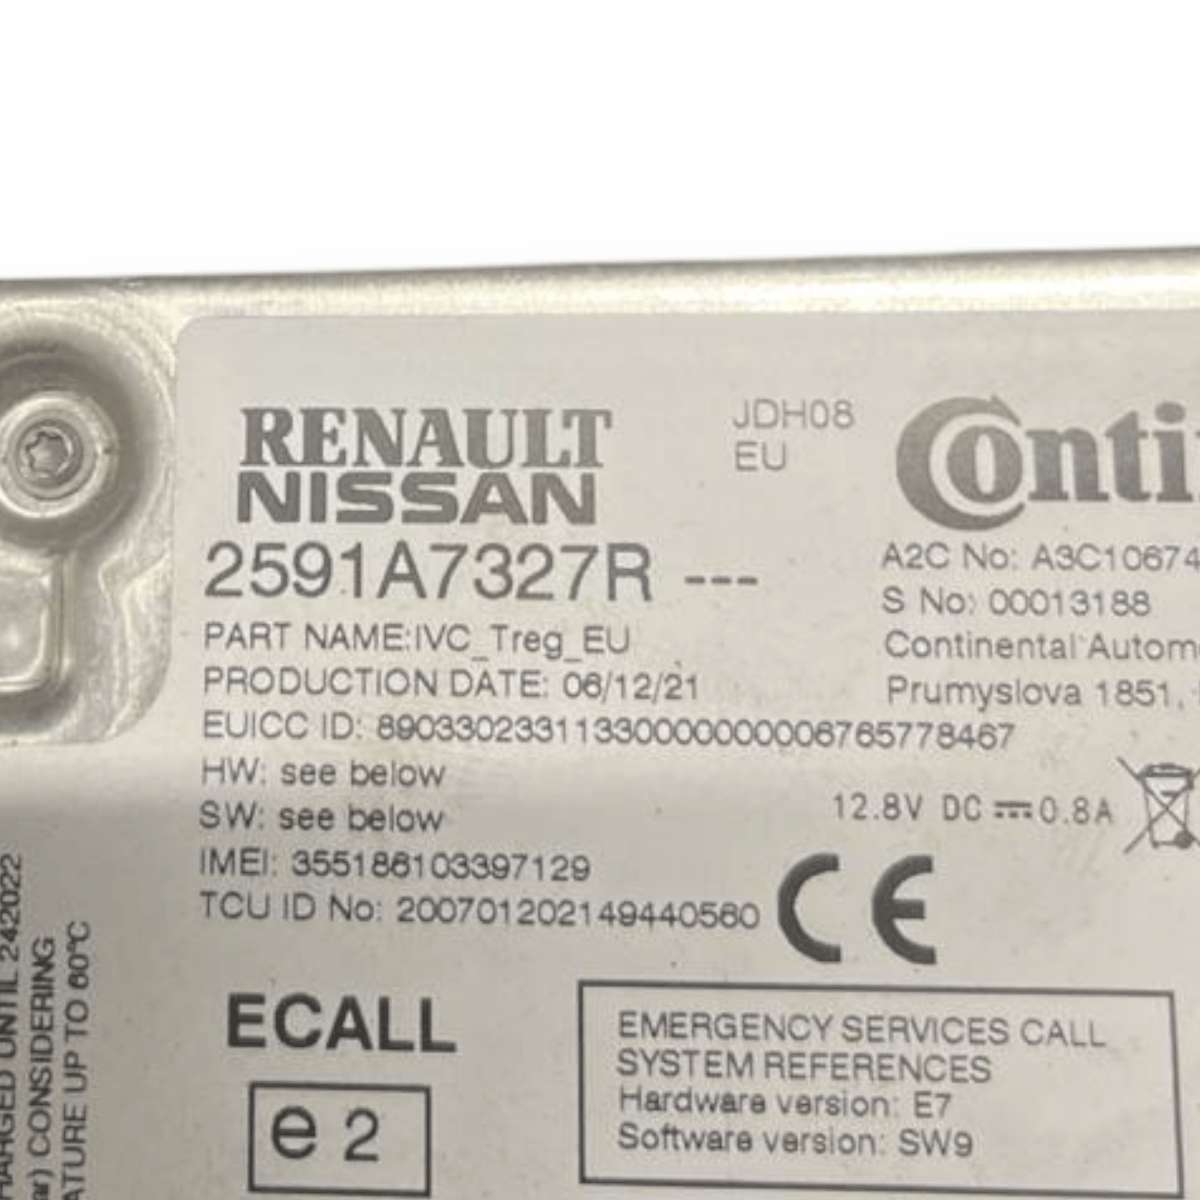 RENAULT
NISSAN
2591A7327R ---
PART NAME:IVC_Treg_EU
PRODUCTION DATE: 06/12/21
EUICC ID: 89033023311330000000006765778467
HW: see below
SW: see below
IMEI: 355186103397129
TCU ID No: 200701202149440560
JDH08
EU
Conti
A2C No: A3C10674
S No: 00013188
Continental Autom
Prumyslova 1851,
12.8V DC 0.8A
CE
ECALL
e2
EMERGENCY SERVICES CALL
SYSTEM REFERENCES
Hardware version: E7
Software version: SW9
HARGED UNTIL 242022
CONSIDERING
ATURE UP TO 60°C